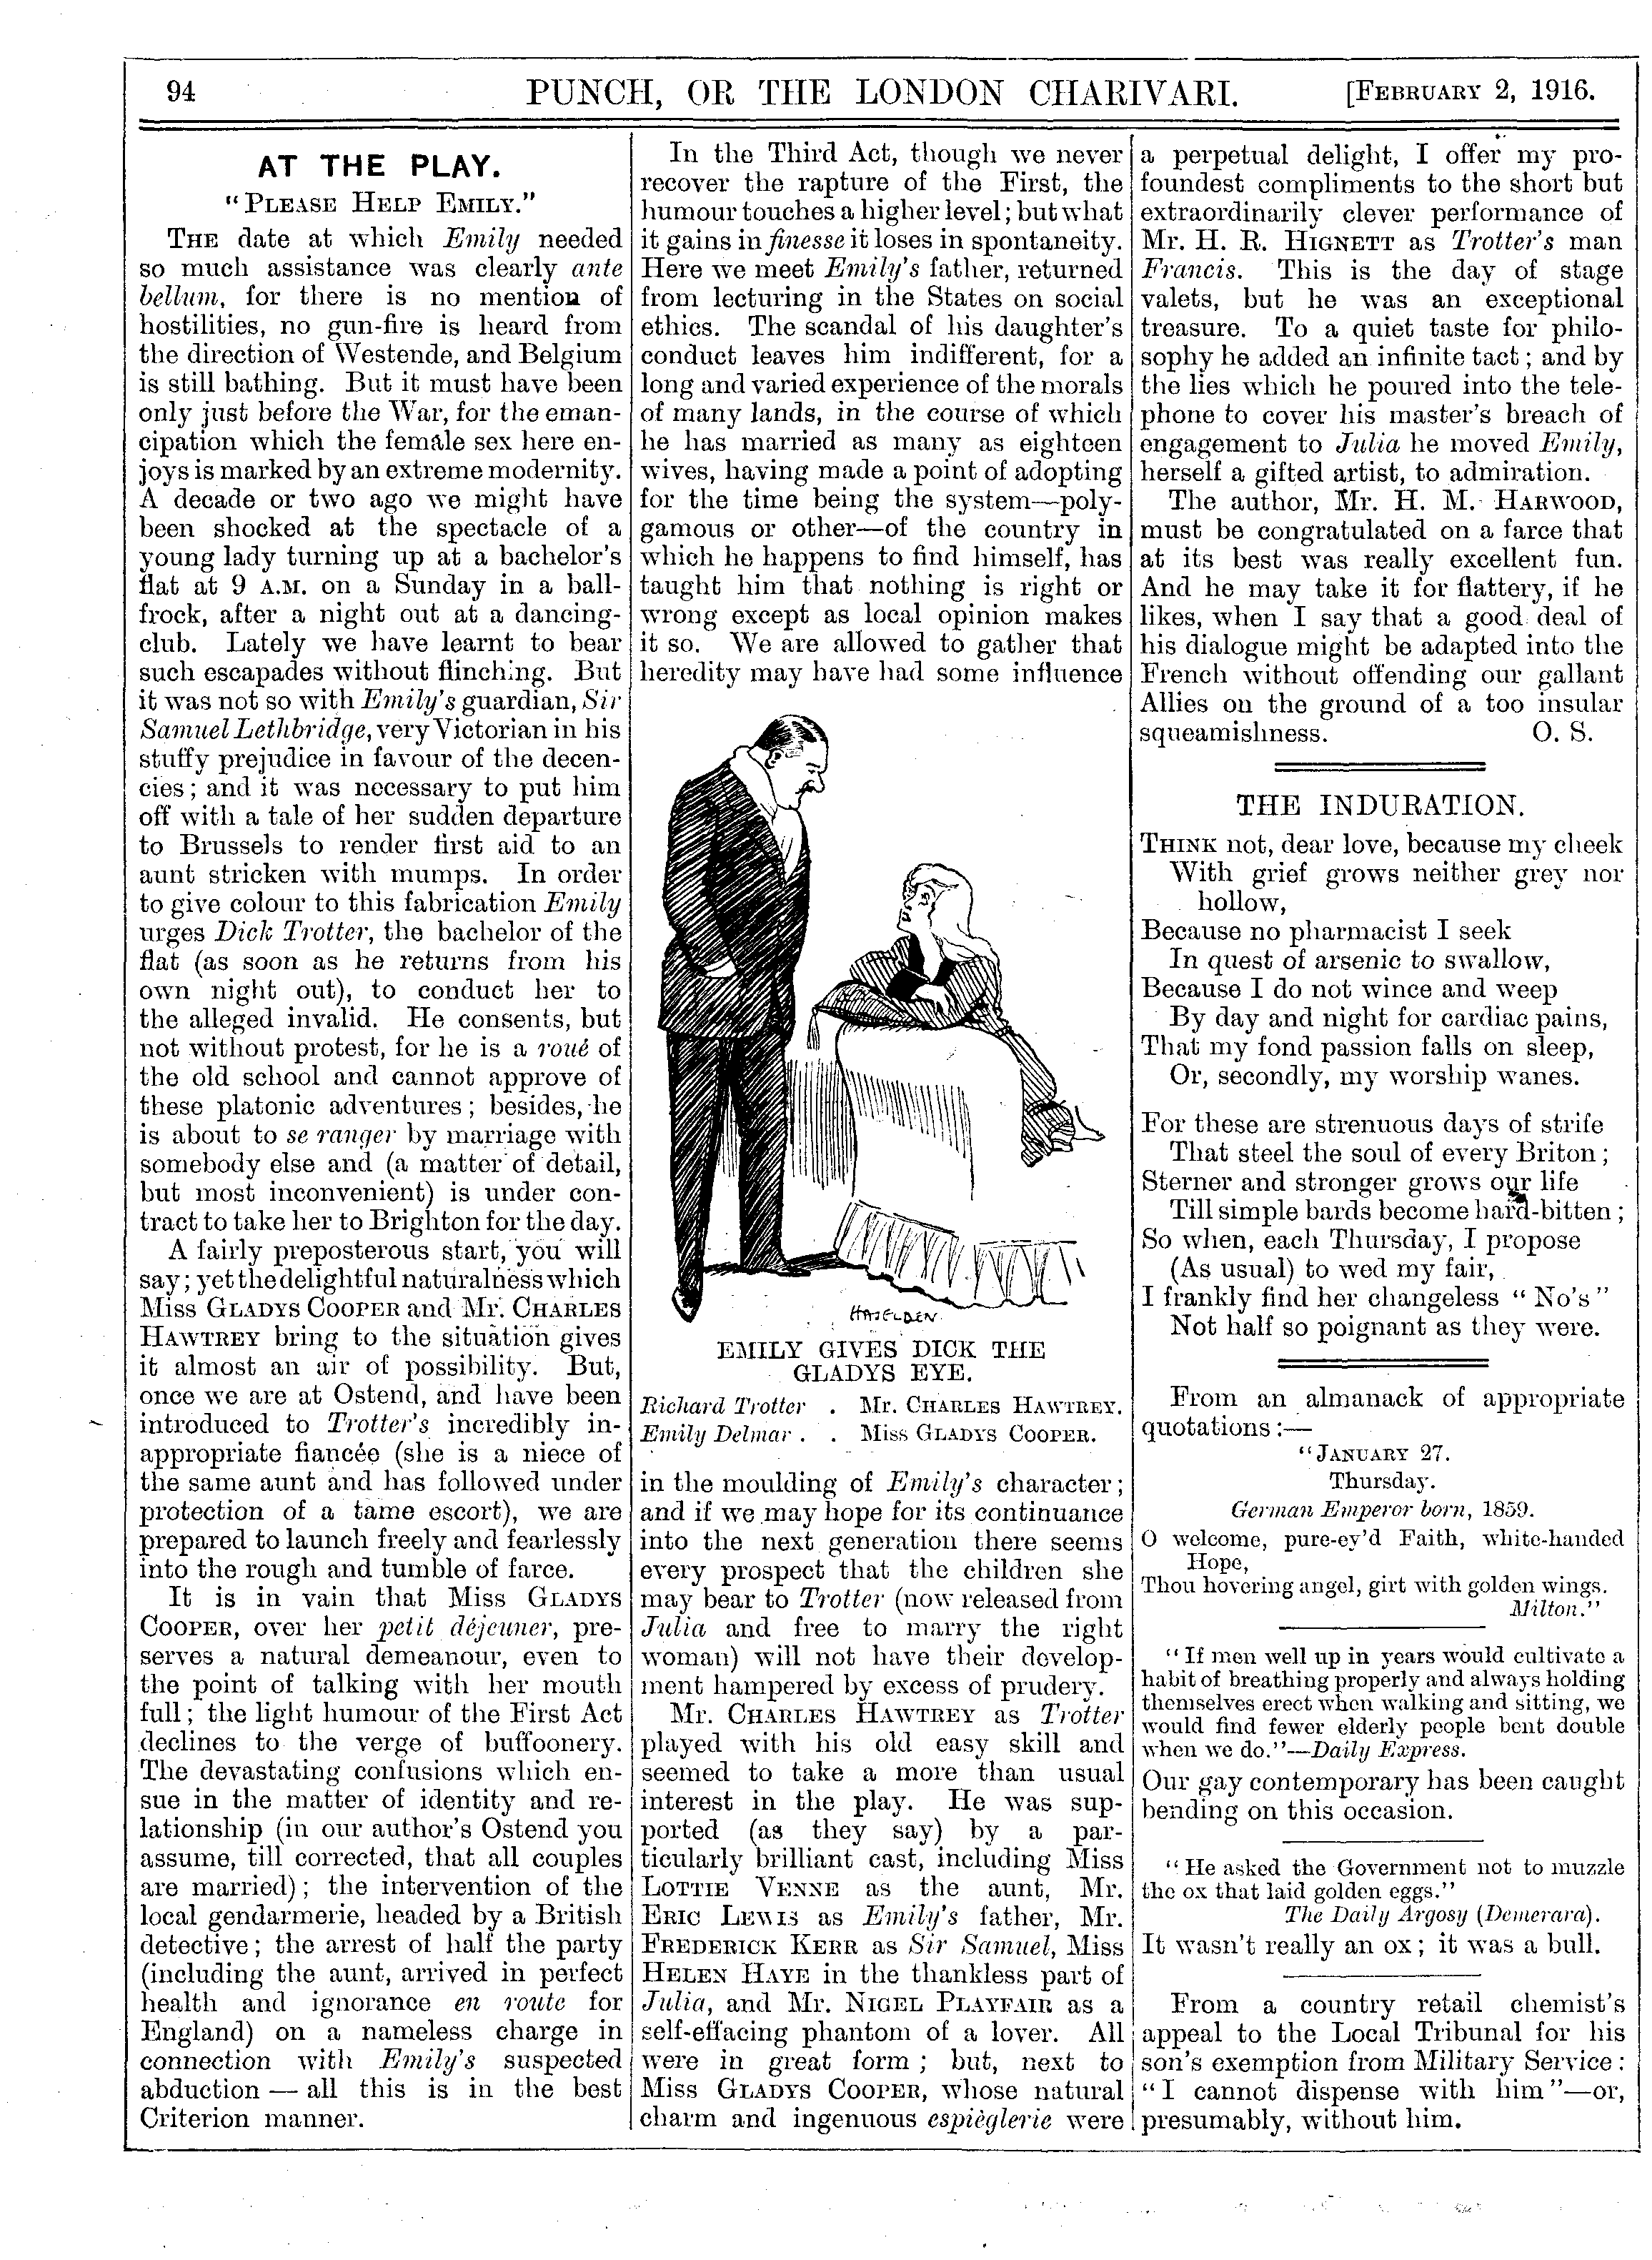 94
PUNCH, OR THE LONDON CHARIVARI.
[FEBRUARY 2, 1916.
AT THE PLAY.
"PLEASE HELP EMILY."
THE date at which Emily needed
so much assistance was clearly ante
bellum, for there is no mention of
hostilities, no gun-fire is heard from
the direction of Westende, and Belgium
is still bathing. But it must have been
only just before the War, for the eman-
cipation which the female sex here en-
joys is marked by an extreme modernity.
A decade or two ago we might have
been shocked at the spectacle of a
young lady turning up at a bachelor's
flat at 9 A.M. on a Sunday in a ball-
frock, after a night out at a dancing-
club. Lately we have learnt to bear
such escapades without flinching. But
it was not so with Emily's guardian, Sir
Samuel Lethbridge, very Victorian in his
stuffy prejudice in favour of the decen-
cies; and it was necessary to put him
off with a tale of her sudden departure
to Brussels to render first aid to an
aunt stricken with mumps. In order
to give colour to this fabrication Emily
urges Dick Trotter, the bachelor of the
flat (as soon as he returns from his
own night out), to conduct her to
the alleged invalid. He consents, but
not without protest, for he is a roué of
the old school and cannot approve of
these platonic adventures; besides, he
is about to se ranger by marriage with
somebody else and (a matter of detail,
but most inconvenient) is under con-
tract to take her to Brighton for the day.
A fairly preposterous start, you will
say; yet the delightful naturalness which
Miss GLADYS COOPER and Mr. CHARLES
HAWTREY bring to the situation gives
it almost an air of possibility. But,
once we are at Ostend, and have been
introduced to Trotter's incredibly in-
appropriate fiancée (she is a niece of
the same aunt and has followed under
protection of a tame escort), we are
prepared to launch freely and fearlessly
into the rough and tumble of farce.
It is in vain that Miss GLADYS
COOPER, over her petit déjeuner, pre-
serves a natural demeanour, even to
the point of talking with her mouth
full; the light humour of the First Act
declines to the verge of buffoonery.
The devastating confusions which en-
sue in the matter of identity and re-
lationship (in our author's Ostend you
assume, till corrected, that all couples
are married); the intervention of the
local gendarmerie, headed by a British
detective; the arrest of half the party
(including the aunt, arrived in perfect
health and ignorance en route for
England) on a nameless charge in
connection with Emily's suspected
abduction — all this is in the best
Criterion manner.
In the Third Act, though we never
recover the rapture of the First, the
humour touches a higher level; but what
it gains in finesse it loses in spontaneity.
Here we meet Emily's father, returned
from lecturing in the States on social
ethics. The scandal of his daughter's
conduct leaves him indifferent, for a
long and varied experience of the morals
of many lands, in the course of which
he has married as many as eighteen
wives, having made a point of adopting
for the time being the system—poly-
gamous or other—of the country in
which he happens to find himself, has
taught him that nothing is right or
wrong except as local opinion makes
it so. We are allowed to gather that
heredity may have had some influence
HASELDEN
EMILY GIVES DICK THE
GLADYS EYE.
Richard Trotter . Mr. CHARLES HAWTREY.
Emily Delmar . . Miss GLADYS COOPER.
in the moulding of Emily's character;
and if we may hope for its continuance
into the next generation there seems
every prospect that the children she
may bear to Trotter (now released from
Julia and free to marry the right
woman) will not have their develop-
ment hampered by excess of prudery.
Mr. CHARLES HAWTREY as Trotter
played with his old easy skill and
seemed to take a more than usual
interest in the play. He was sup-
ported (as they say) by a par-
ticularly brilliant cast, including Miss
LOTTIE VENNE as the aunt, Mr.
ERIC LEWIS as Emily's father, Mr.
FREDERICK KERR as Sir Samuel, Miss
HELEN HAYE in the thankless part of
Julia, and Mr. NIGEL PLAYFAIR as a
self-effacing phantom of a lover. All
were in great form; but, next to
Miss GLADYS COOPER, whose natural
charm and ingenuous espièglerie were
a perpetual delight, I offer my pro-
foundest compliments to the short but
extraordinarily clever performance of
Mr. H. R. HIGNETT as Trotter's man
Francis. This is the day of stage
valets, but he was an exceptional
treasure. To a quiet taste for philo-
sophy he added an infinite tact; and by
the lies which he poured into the tele-
phone to cover his master's breach of
engagement to Julia he moved Emily,
herself a gifted artist, to admiration.
The author, Mr. H. M. HARWOOD,
must be congratulated on a farce that
at its best was really excellent fun.
And he may take it for flattery, if he
likes, when I say that a good deal of
his dialogue might be adapted into the
French without offending our gallant
Allies on the ground of a too insular
squeamishness. O. S.
THE INDURATION.
THINK not, dear love, because my cheek
With grief grows neither grey nor
hollow,
Because no pharmacist I seek
In quest of arsenic to swallow,
Because I do not wince and weep
By day and night for cardiac pains,
That my fond passion falls on sleep,
Or, secondly, my worship wanes.
For these are strenuous days of strife
That steel the soul of every Briton;
Sterner and stronger grows our life
Till simple bards become hard-bitten;
So when, each Thursday, I propose
(As usual) to wed my fair,
I frankly find her changeless "No's"
Not half so poignant as they were.
From an almanack of appropriate
quotations:—
"JANUARY 27.
Thursday.
German Emperor born, 1859.
O welcome, pure-ey'd Faith, white-handed
Hope,
Thou hovering angel, girt with golden wings.
Milton."
"If men well up in years would cultivate a
habit of breathing properly and always holding
themselves erect when walking and sitting, we
would find fewer elderly people bent double
when we do."—Daily Express.
Our gay contemporary has been caught
bending on this occasion.
"He asked the Government not to muzzle
the ox that laid golden eggs."
The Daily Argosy (Demerara).
It wasn't really an ox; it was a bull.
From a country retail chemist's
appeal to the Local Tribunal for his
son's exemption from Military Service:
"I cannot dispense with him"—or,
presumably, without him.